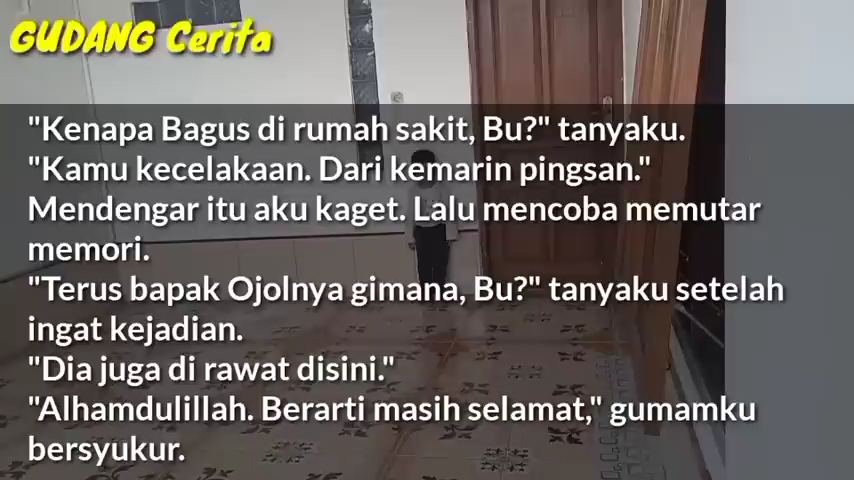 GUDANG Cerita
"Kenapa Bagus di rumah sakit, Bu?" tanyaku.
"Kamu kecelakaan. Dari kemarin pingsan."
Mendengar itu aku kaget. Lalu mencoba memutar
memori.
"Terus bapak Ojolnya gimana, Bu?" tanyaku setelah
ingat kejadian.
"Dia juga di rawat disini."
"Alhamdulillah. Berarti masih selamat," gumamku
bersyukur.